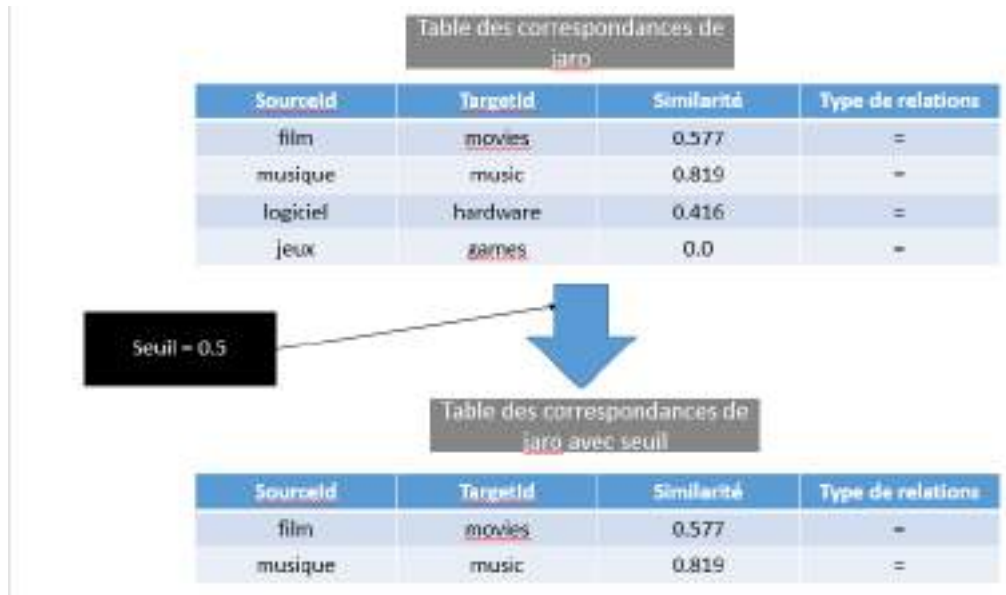 Table des correspondances de
jaro
SourceId TargetId Similarité Type de relations
film movies 0.577 =
musique music 0.819 =
logiciel hardware 0.416 =
jeux games 0.0 =
Seuil = 0.5
Table des correspondances de
jaro avec seuil
SourceId TargetId Similarité Type de relations
film movies 0.577 =
musique music 0.819 =